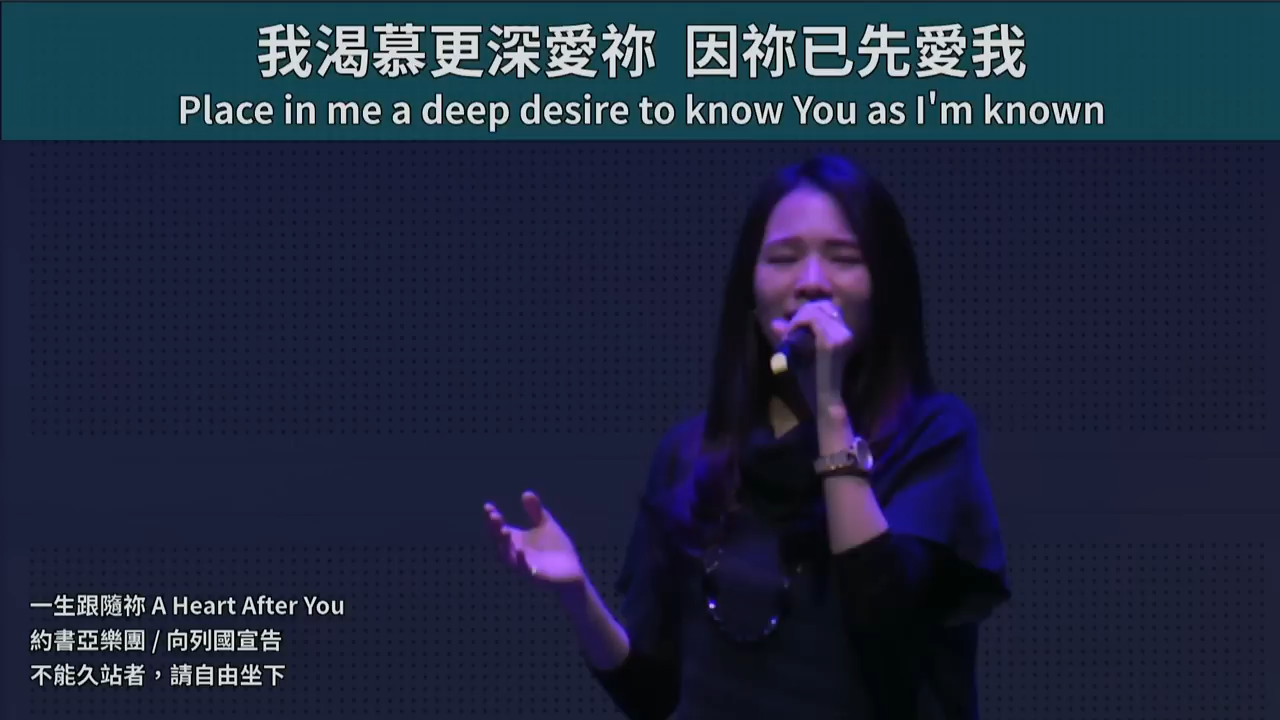 我渴慕更深愛祢 因祢已先愛我
Place in me a deep desire to know You as I'm known
一生跟隨祢 A Heart After You
約書亞樂團 / 向列國宣告
不能久站者，請自由坐下